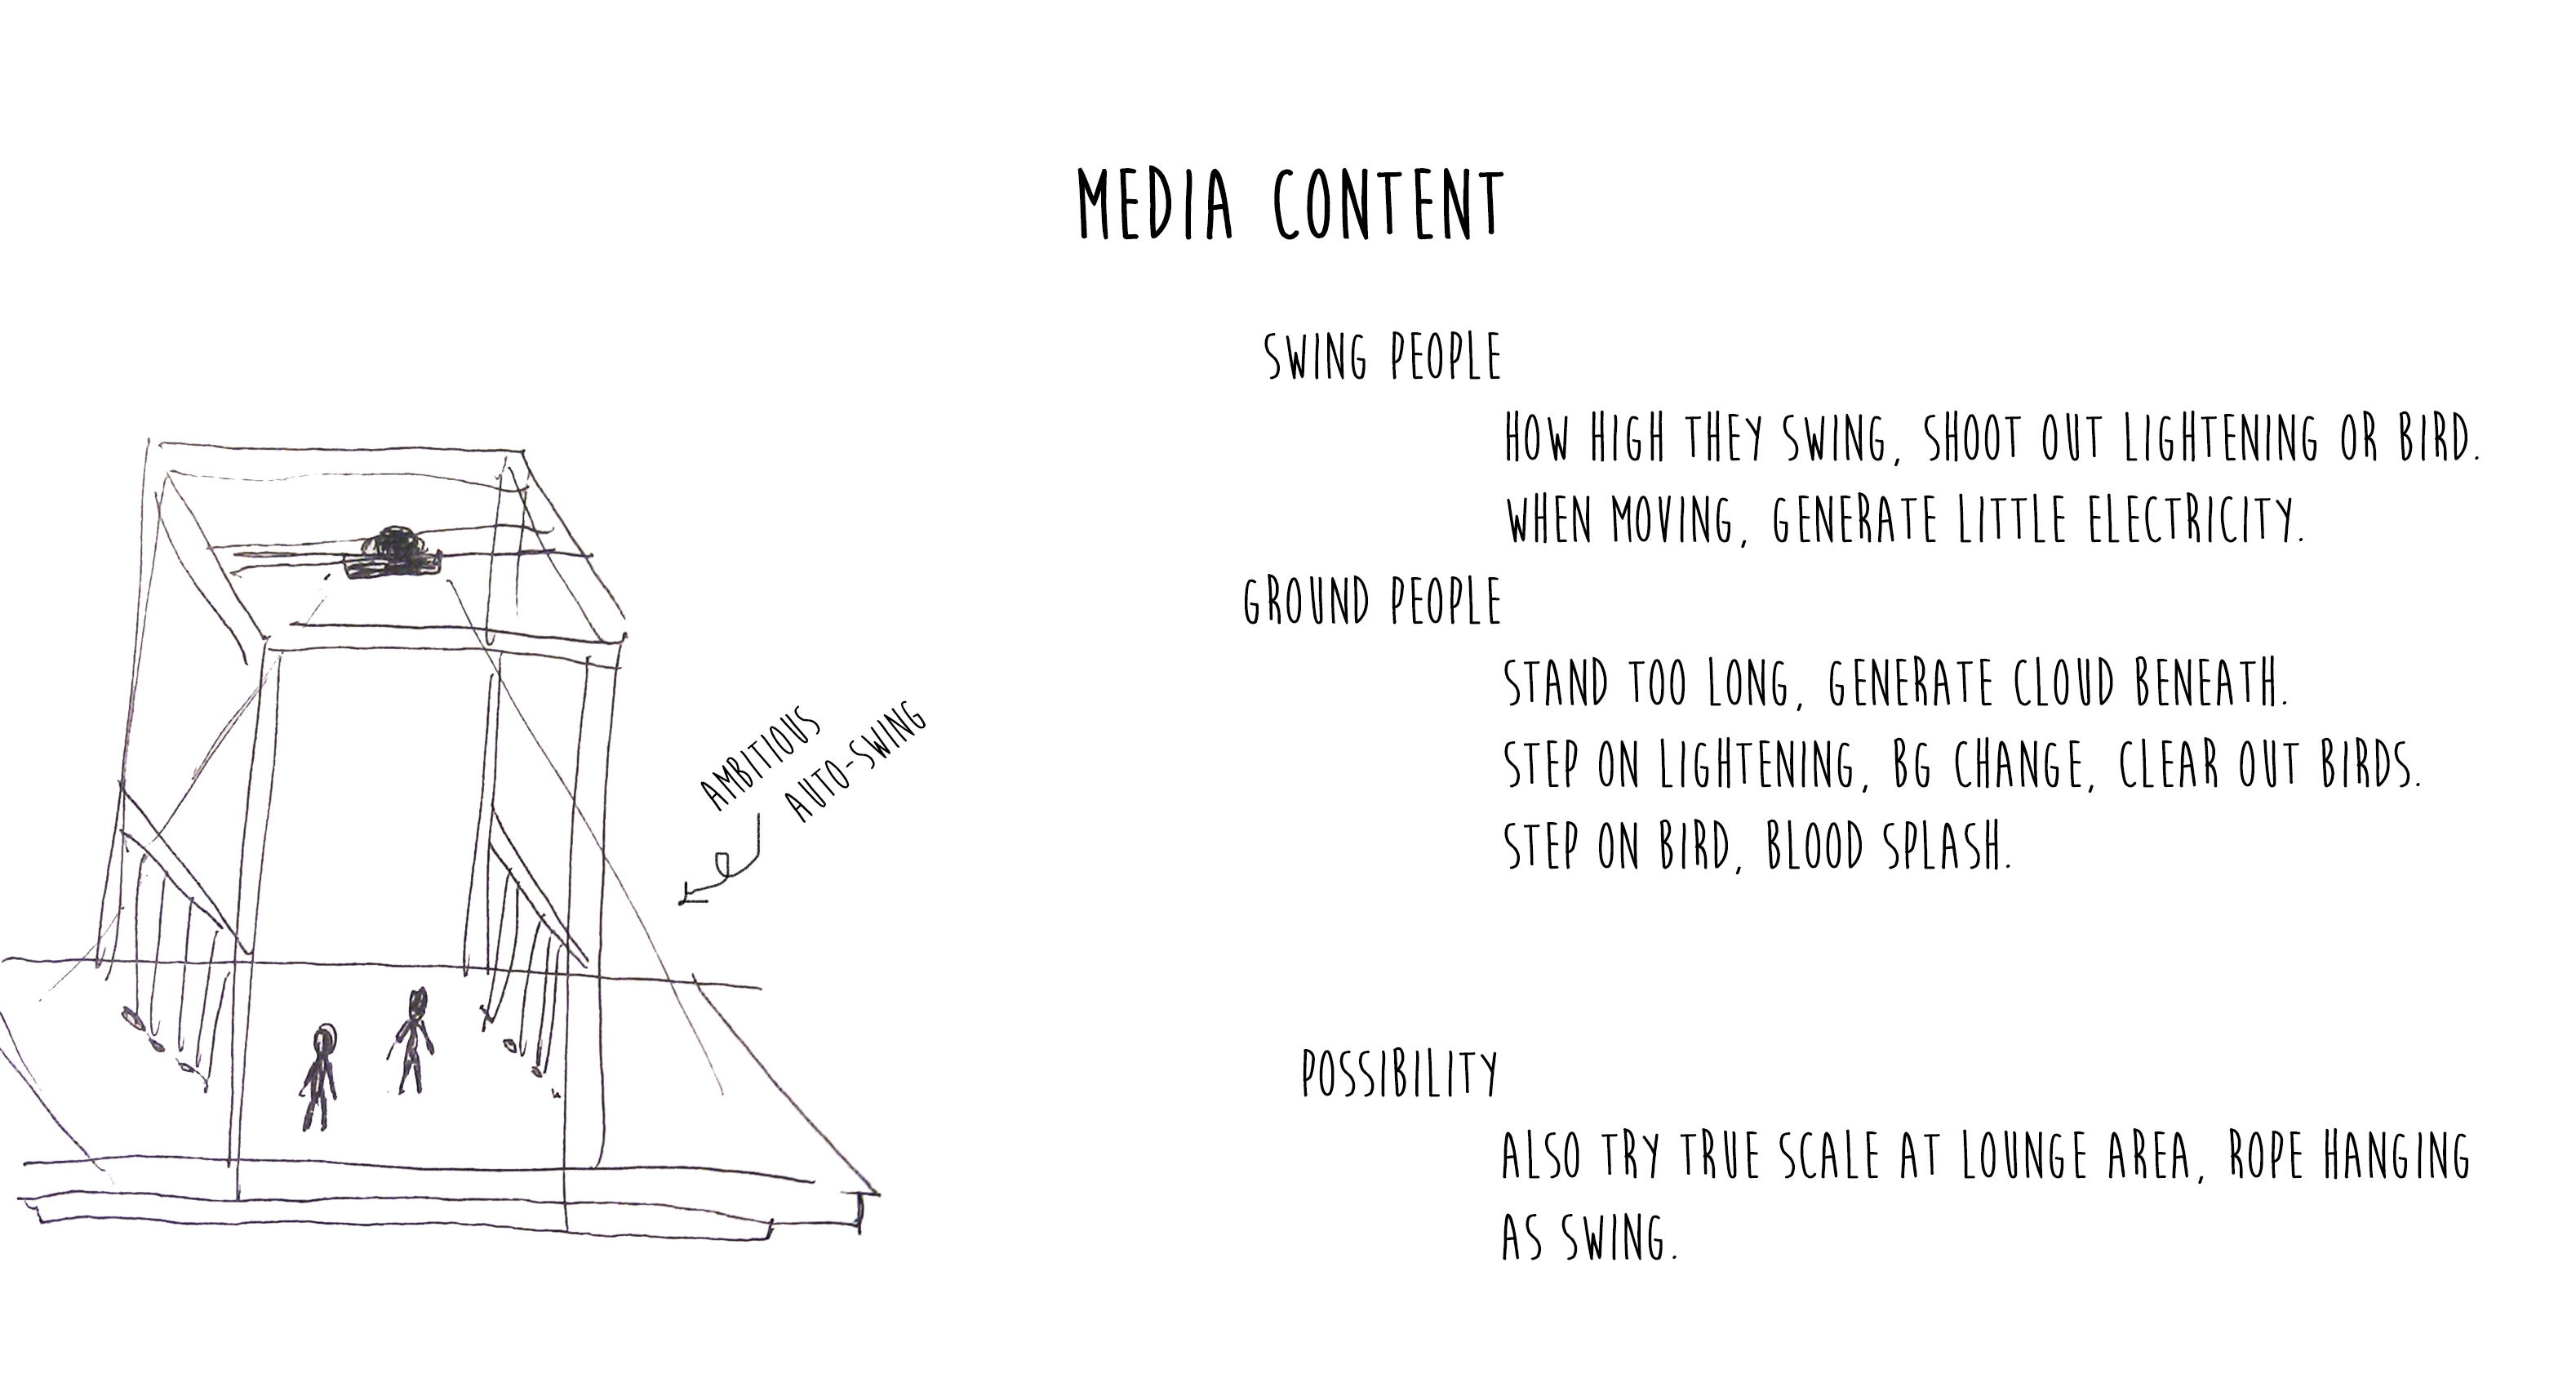 MEDIA CONTENT
SWING PEOPLE
HOW HIGH THEY SWING, SHOOT OUT LIGHTENING OR BIRD.
WHEN MOVING, GENERATE LITTLE ELECTRICITY.
GROUND PEOPLE
STAND TOO LONG, GENERATE CLOUD BENEATH.
STEP ON LIGHTENING, BG CHANGE, CLEAR OUT BIRDS.
STEP ON BIRD, BLOOD SPLASH.
AMBITIOUS
AUTO-SWING
POSSIBILITY
ALSO TRY TRUE SCALE AT LOUNGE AREA, ROPE HANGING
AS SWING.